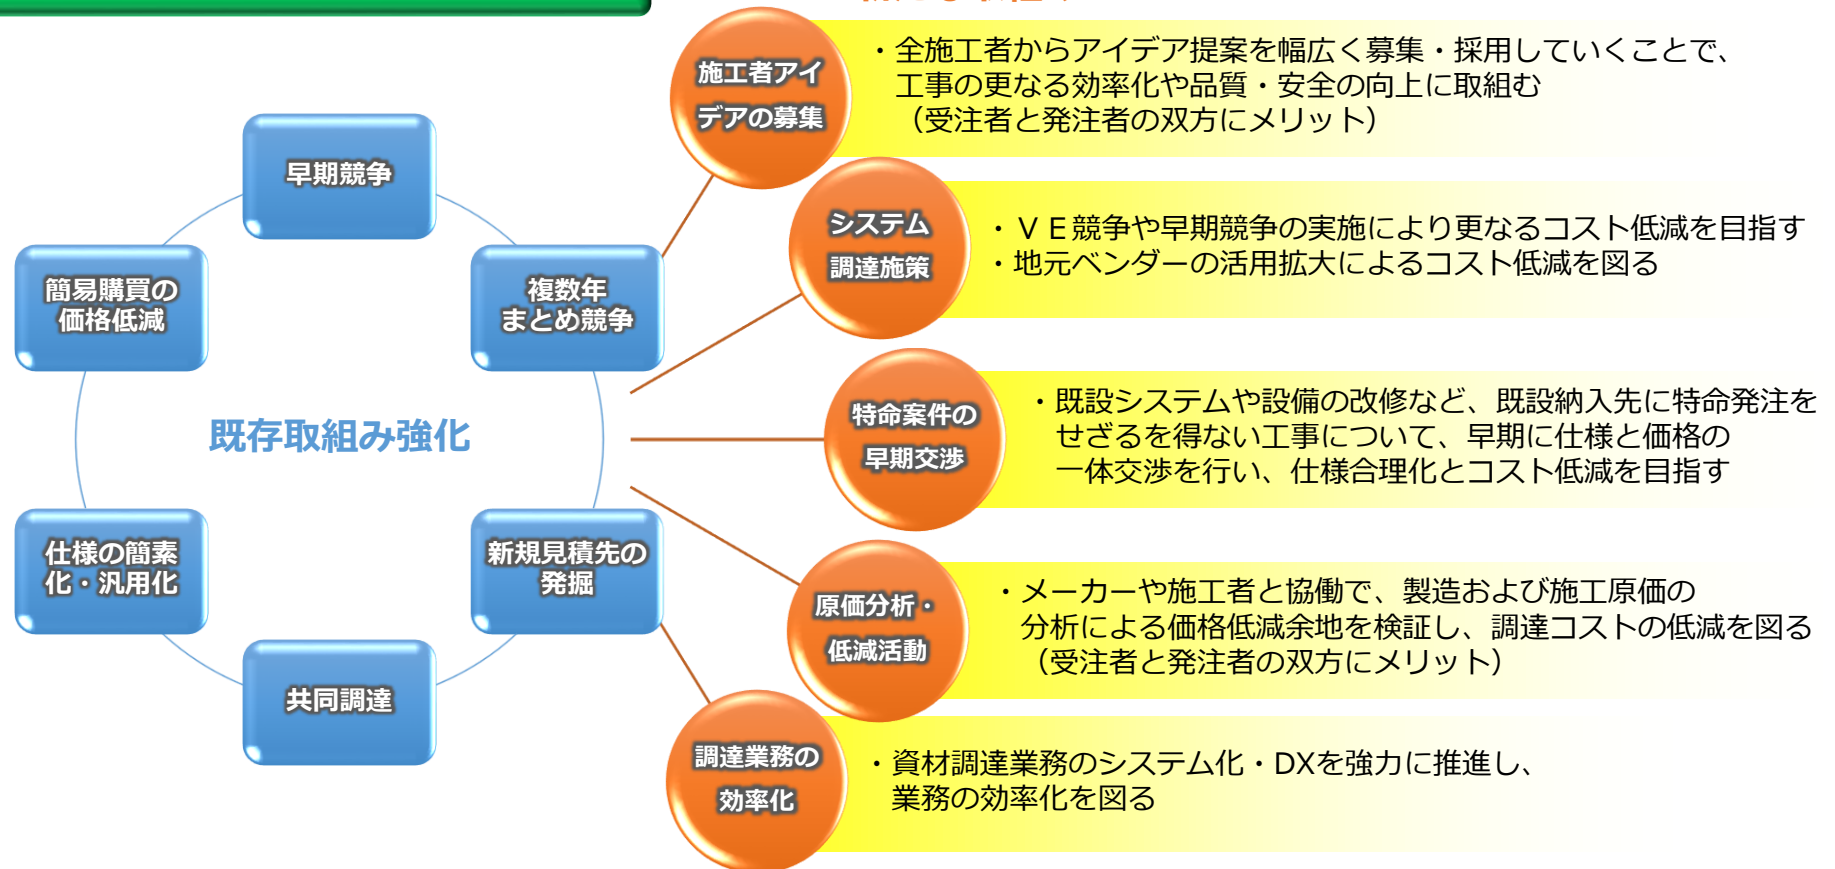 早期競争
複数年
まとめ競争
新規見積先の
発掘
共同調達
仕様の簡素
化・汎用化
簡易購買の
価格低減
既存取組み強化
施工者アイ
デアの募集
・全施工者からアイデア提案を幅広く募集・採用していくことで、
工事の更なる効率化や品質・安全の向上に取組む
（受注者と発注者の双方にメリット）
システム
調達施策
・ＶＥ競争や早期競争の実施により更なるコスト低減を目指す
・地元ベンダーの活用拡大によるコスト低減を図る
特命案件の
早期交渉
・既設システムや設備の改修など、既設納入先に特命発注を
せざるを得ない工事について、早期に仕様と価格の
一体交渉を行い、仕様合理化とコスト低減を目指す
原価分析・
低減活動
・メーカーや施工者と協働で、製造および施工原価の
分析による価格低減余地を検証し、調達コストの低減を図る
（受注者と発注者の双方にメリット）
調達業務の
効率化
・資材調達業務のシステム化・DXを強力に推進し、
業務の効率化を図る